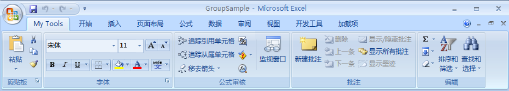 GroupSample - Microsoft Excel
My Tools 开始 插入 页面布局 公式 数据 审阅 视图 开发工具 加载项
粘贴
剪贴板
宋体 11 A A
B I U A
字体
追踪引用单元格
追踪从属单元格
移去箭头
监视窗口
公式审核
新建批注
删除 显示/隐藏批注
上一条 显示所有批注
下一条 显示墨迹
批注
Σ
排序和筛选 查找和选择
编辑